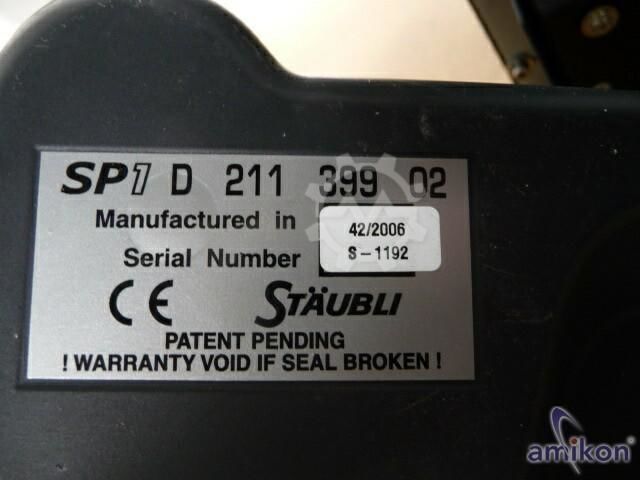 SP1 D 211 399 02
Manufactured in 42/2006
Serial Number S-1192
CE STÄUBLI
PATENT PENDING
! WARRANTY VOID IF SEAL BROKEN !
amikon®